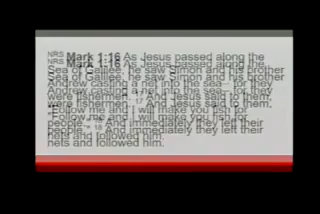 NRS Mark 1:16 As Jesus passed along the
Sea of Galilee, he saw Simon and his brother
Andrew casting a net into the sea-- for they
were fishermen. 17 And Jesus said to them,
"Follow me and I will make you fish for
people." 18 And immediately they left their
nets and followed him.